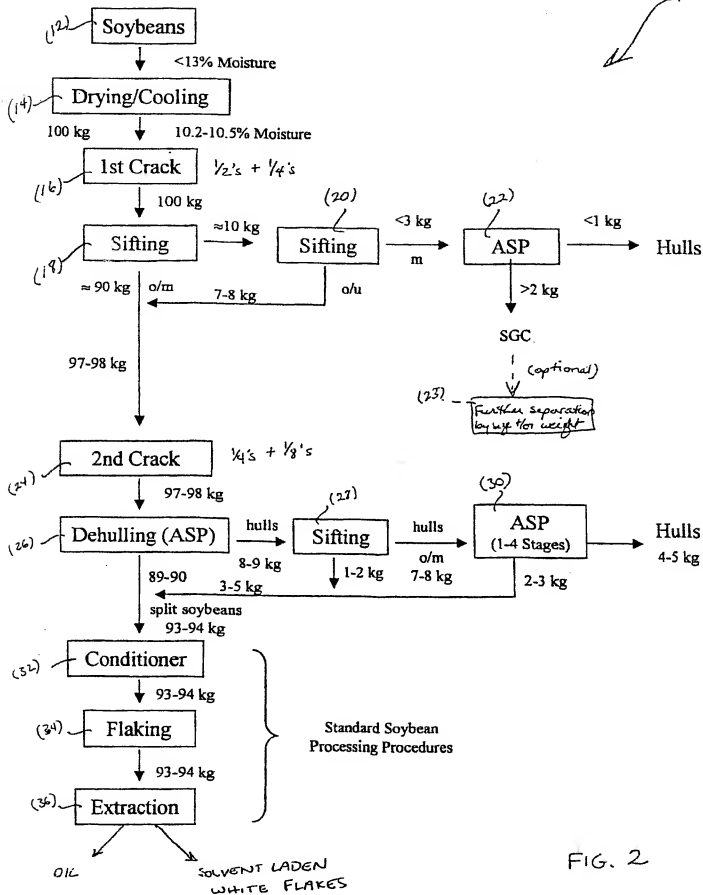 (12)
Soybeans
<13% Moisture
(14)
Drying/Cooling
100 kg
10.2-10.5% Moisture
(16)
1st Crack
1/2's + 1/4's
100 kg
(18)
Sifting
≈10 kg
(20)
Sifting
<3 kg
m
(22)
ASP
<1 kg
Hulls
≈ 90 kg
o/m
7-8 kg
o/u
>2 kg
SGC
(optional)
(23)
Further separation
by size +/or weight
97-98 kg
(24)
2nd Crack
1/4's + 1/8's
97-98 kg
(26)
Dehulling (ASP)
hulls
8-9 kg
(28)
Sifting
hulls
o/m
7-8 kg
(30)
ASP
(1-4 Stages)
Hulls
4-5 kg
89-90
3-5 kg
1-2 kg
2-3 kg
split soybeans
93-94 kg
(32)
Conditioner
93-94 kg
(34)
Flaking
93-94 kg
(36)
Extraction
Standard Soybean
Processing Procedures
OIL
SOLVENT LADEN
WHITE FLAKES
FIG. 2